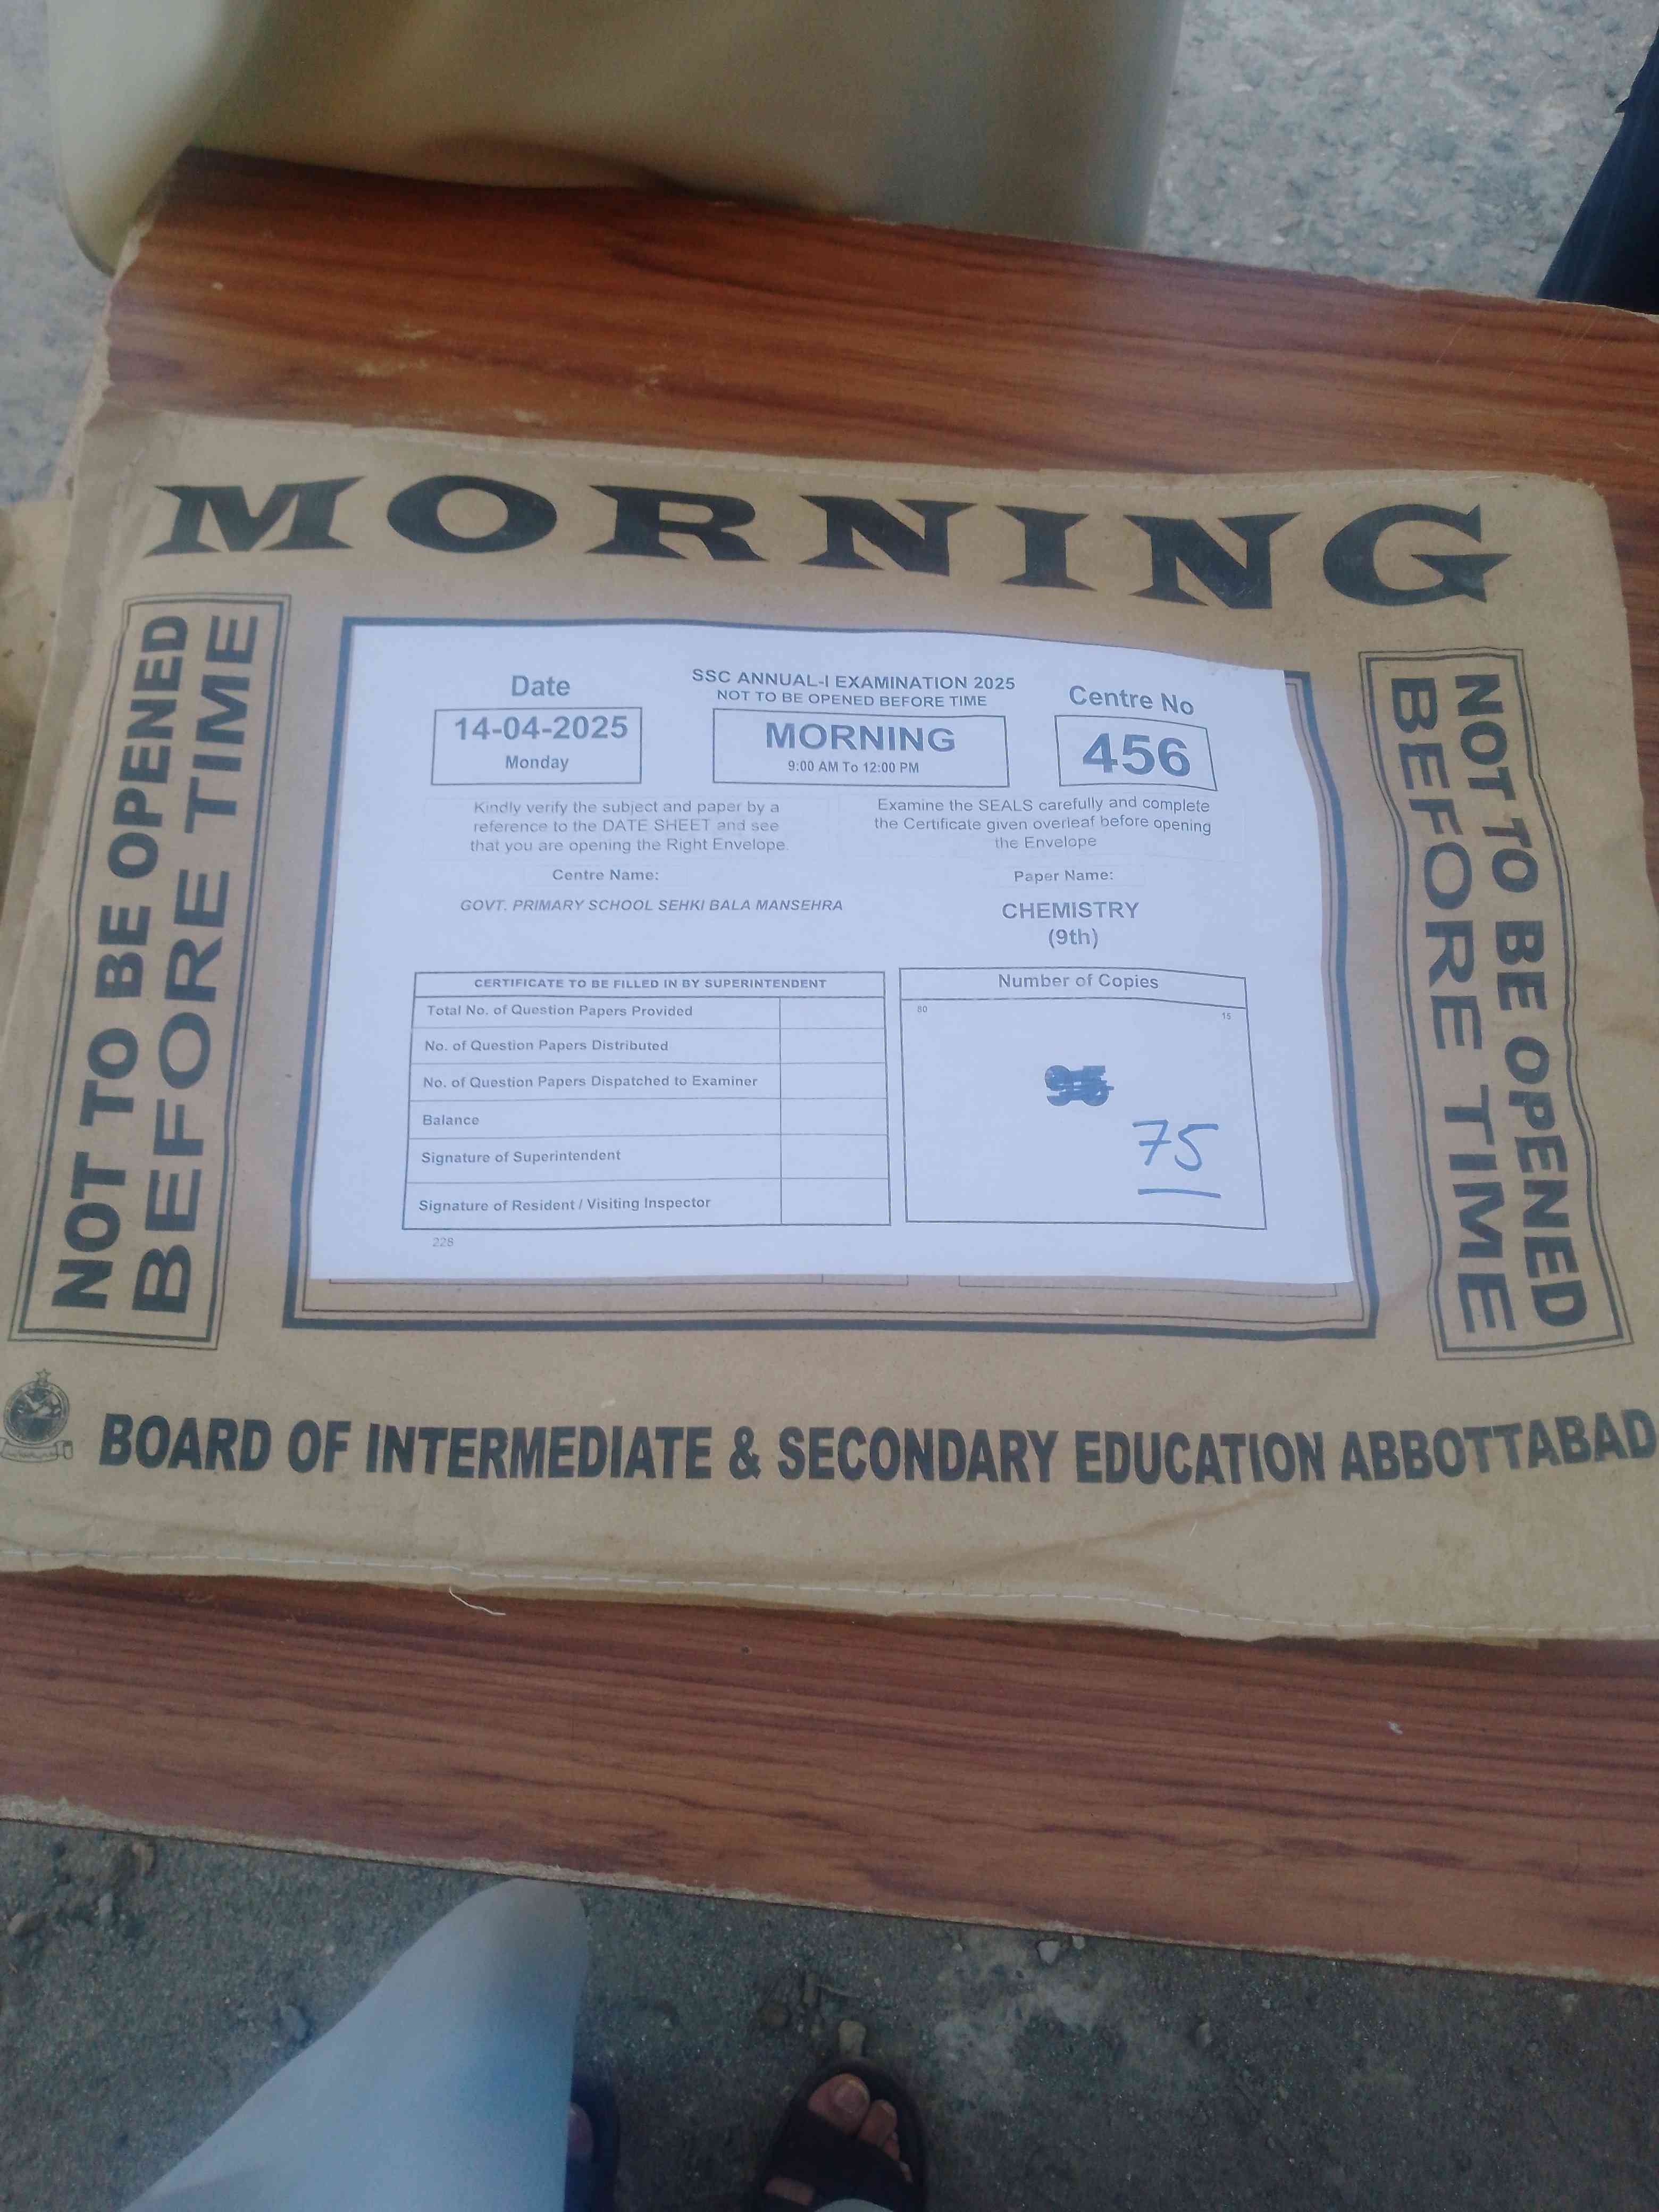 MORNING
NOT TO BE OPENED
BEFORE TIME
Date
14-04-2025
Monday
SSC ANNUAL-I EXAMINATION 2025
NOT TO BE OPENED BEFORE TIME
MORNING
9:00 AM To 12:00 PM
Centre No
456
Kindly verify the subject and paper by a
reference to the DATE SHEET and see
that you are opening the Right Envelope.
Examine the SEALS carefully and complete
the Certificate given overleaf before opening
the Envelope
Centre Name:
GOVT. PRIMARY SCHOOL SEHKI BALA MANSEHRA
Paper Name:
CHEMISTRY
(9th)
CERTIFICATE TO BE FILLED IN BY SUPERINTENDENT
Total No. of Question Papers Provided
No. of Question Papers Distributed
No. of Question Papers Dispatched to Examiner
Balance
Signature of Superintendent
Signature of Resident / Visiting Inspector
228
Number of Copies
80
15
75
NOT TO BE OPENED
BEFORE TIME
BOARD OF INTERMEDIATE & SECONDARY EDUCATION ABBOTTABAD